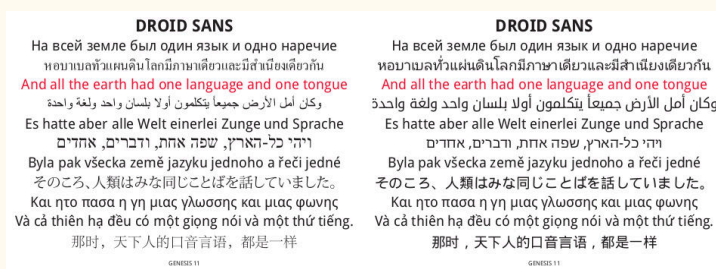 DROID SANS
На всей земле был один язык и одно наречие
หอบาเบลทั่วแผ่นดินโลกมีภาษาเดียวและมีสำเนียงเดียวกัน
And all the earth had one language and one tongue
وكان أمل الأرض جميعاً يتكلمون أولا بلسان واحد ولغة واحدة
Es hatte aber alle Welt einerlei Zunge und Sprache
ויהי כל-הארץ, שפה אחת, ודברים, אחדים
Byla pak všecka země jazyku jednoho a řeči jedné
そのころ、人類はみな同じことばを話していました。
Και ητο πασα η γη μιας γλωσσης και μιας φωνης
Và cả thiên hạ đều có một giọng nói và một thứ tiếng.
那时，天下人的口音言语，都是一样
GENESIS 11
DROID SANS
На всей земле был один язык и одно наречие
หอบาเบลทั่วแผ่นดินโลกมีภาษาเดียวและมีสำเนียงเดียวกัน
And all the earth had one language and one tongue
وكان أمل الأرض جميعاً يتكلمون أولا بلسان واحد ولغة واحدة
Es hatte aber alle Welt einerlei Zunge und Sprache
ויהי כל-הארץ, שפה אחת, ודברים, אחדים
Byla pak všecka země jazyku jednoho a řeči jedné
そのころ、人類はみな同じことばを話していました。
Και ητο πασα η γη μιας γλωσσης και μιας φωνης
Và cả thiên hạ đều có một giọng nói và một thứ tiếng.
那时，天下人的口音言语，都是一样
GENESIS 11